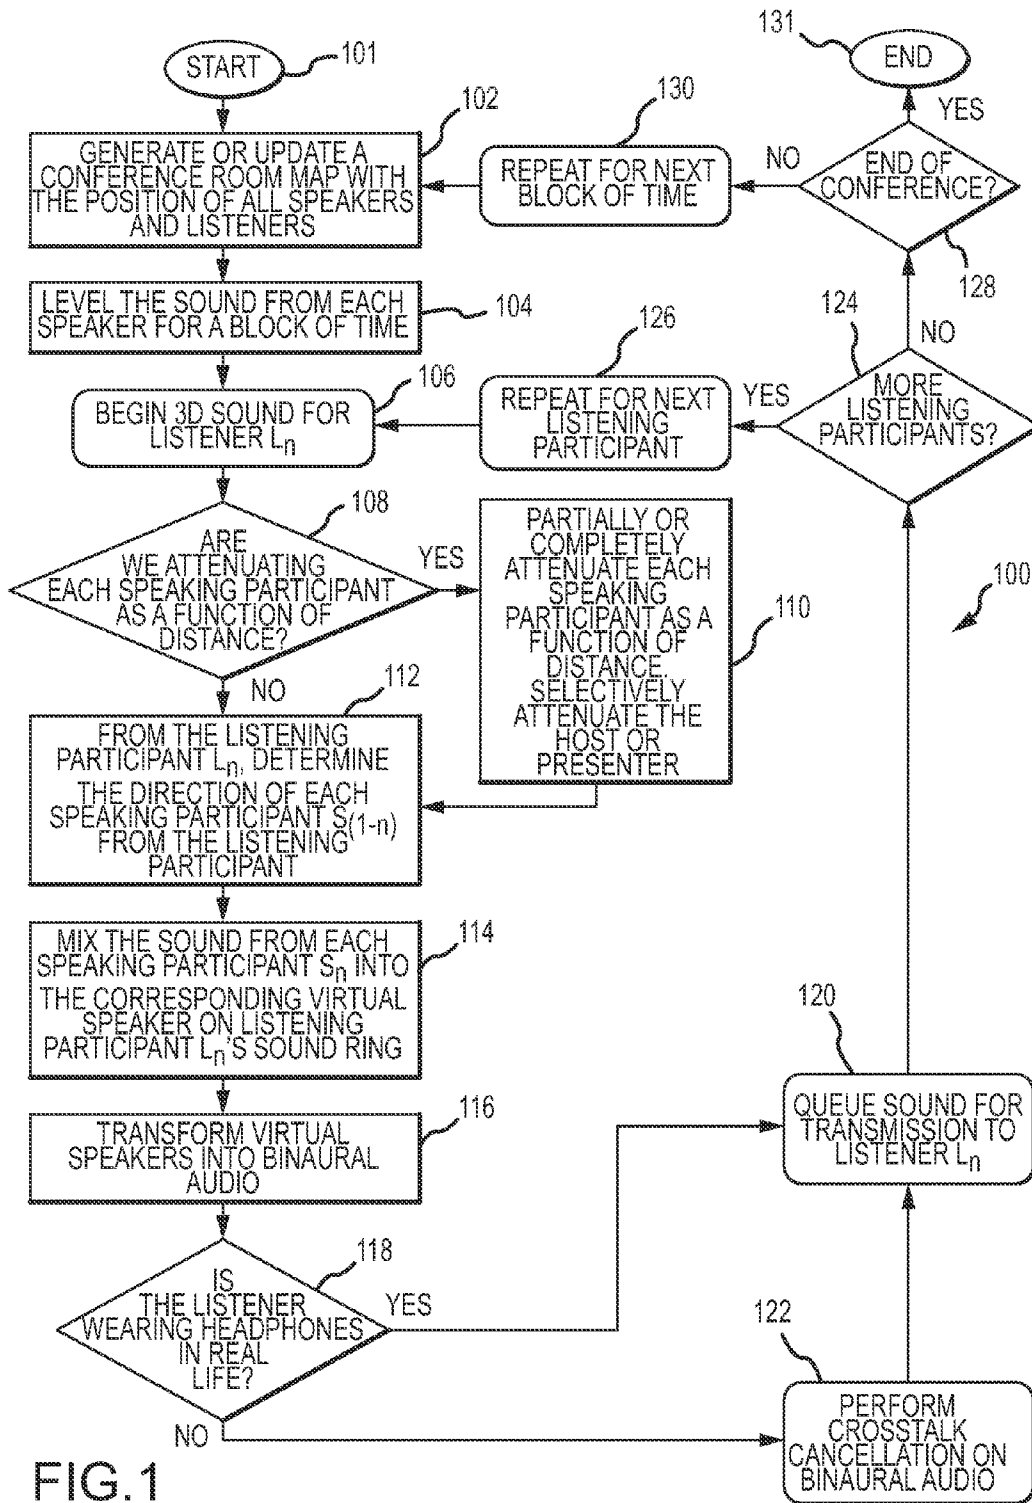 START
101
102
GENERATE OR UPDATE A
CONFERENCE ROOM MAP WITH
THE POSITION OF ALL SPEAKERS
AND LISTENERS
LEVEL THE SOUND FROM EACH
SPEAKER FOR A BLOCK OF TIME
104
106
BEGIN 3D SOUND FOR
LISTENER Ln
108
ARE
WE ATTENUATING
EACH SPEAKING PARTICIPANT
AS A FUNCTION OF
DISTANCE?
YES
NO
PARTIALLY OR
COMPLETELY
ATTENUATE EACH
SPEAKING
PARTICIPANT AS A
FUNCTION OF
DISTANCE.
SELECTIVELY
ATTENUATE THE
HOST OR
PRESENTER
110
112
FROM THE LISTENING
PARTICIPANT Ln, DETERMINE
THE DIRECTION OF EACH
SPEAKING PARTICIPANT S(1-n)
FROM THE LISTENING
PARTICIPANT
MIX THE SOUND FROM EACH
SPEAKING PARTICIPANT Sn INTO
THE CORRESPONDING VIRTUAL
SPEAKER ON LISTENING
PARTICIPANT Ln'S SOUND RING
114
TRANSFORM VIRTUAL
SPEAKERS INTO BINAURAL
AUDIO
116
118
IS
THE LISTENER
WEARING HEADPHONES
IN REAL
LIFE?
YES
NO
120
QUEUE SOUND FOR
TRANSMISSION TO
LISTENER Ln
122
PERFORM
CROSSTALK
CANCELLATION ON
BINAURAL AUDIO
124
MORE
LISTENING
PARTICIPANTS?
YES
NO
126
REPEAT FOR NEXT
LISTENING
PARTICIPANT
128
END OF
CONFERENCE?
NO
YES
130
REPEAT FOR NEXT
BLOCK OF TIME
131
END
100
FIG.1